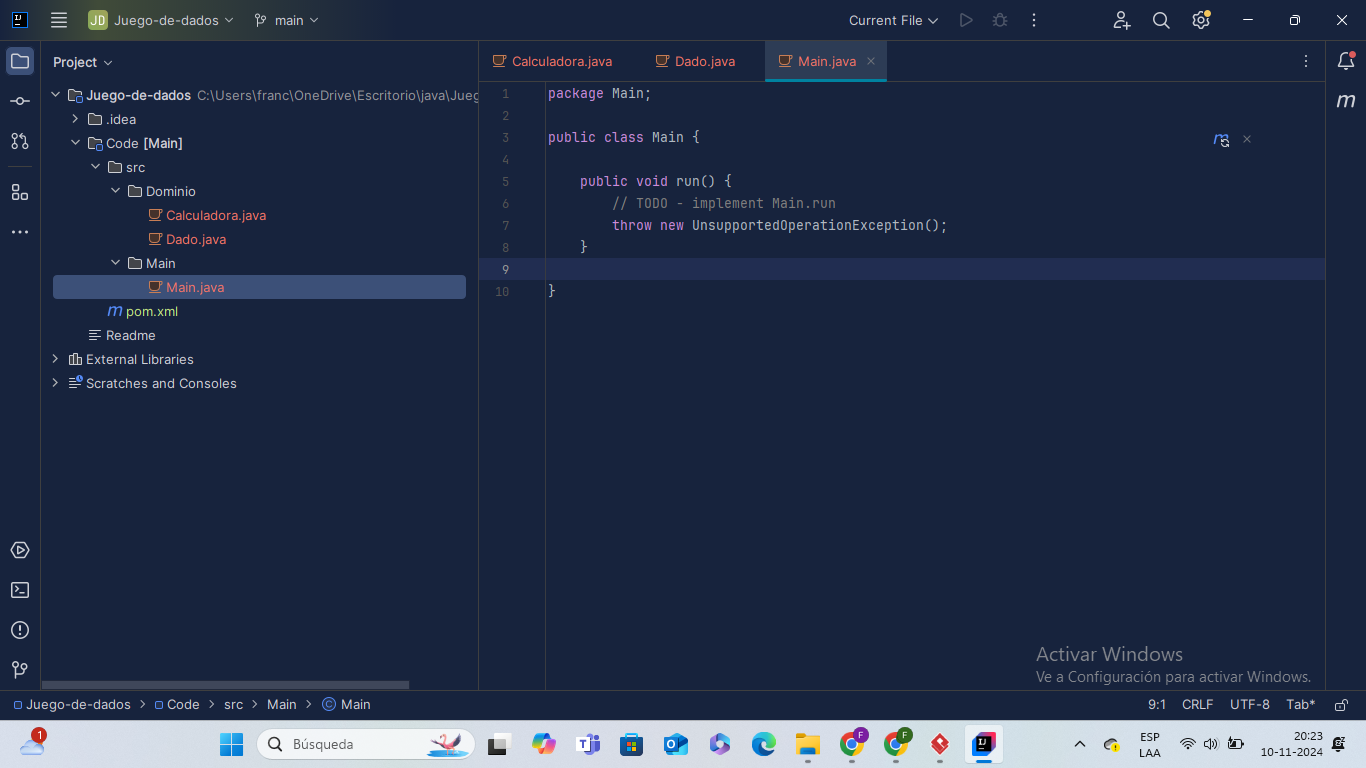 JD Juego-de-dados main Current File
Project
Calculadora.java Dado.java Main.java
Juego-de-dados C:\Users\franc\OneDrive\Escritorio\java\Jueg
.idea
Code [Main]
src
Dominio
Calculadora.java
Dado.java
Main
Main.java
m pom.xml
Readme
External Libraries
Scratches and Consoles
1 package Main;
2
3 public class Main {
4
5 public void run() {
6 // TODO - implement Main.run
7 throw new UnsupportedOperationException();
8 }
9
10 }
m
m
Activar Windows
Ve a Configuración para activar Windows.
Juego-de-dados > Code > src > Main > C Main 9:1 CRLF UTF-8 Tab*
1 Búsqueda F F ESP 20:23
LAA 10-11-2024